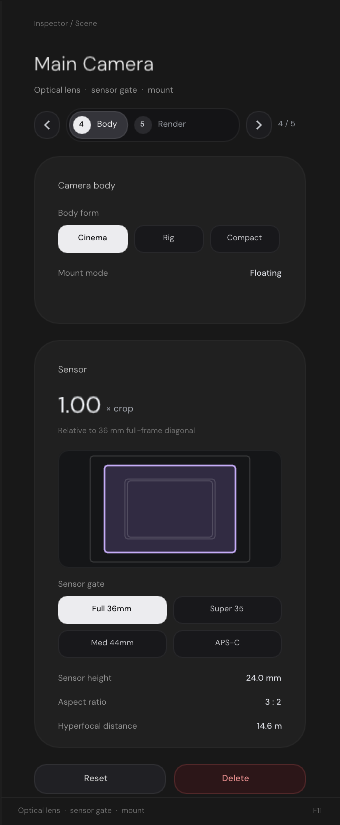 Inspector / Scene
Main Camera
Optical lens · sensor gate · mount
4 Body 5 Render 4 / 5
Camera body
Body form
Cinema Rig Compact
Mount mode Floating
Sensor
1.00 × crop
Relative to 36 mm full-frame diagonal
Sensor gate
Full 36mm Super 35
Med 44mm APS-C
Sensor height 24.0 mm
Aspect ratio 3 : 2
Hyperfocal distance 14.6 m
Reset Delete
Optical lens · sensor gate · mount